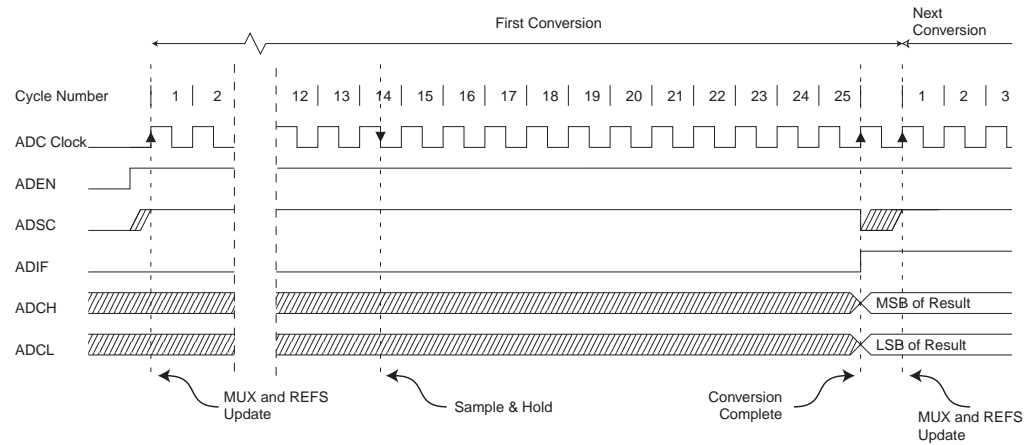 First Conversion
Next
Conversion
Cycle Number 1 2 12 13 14 15 16 17 18 19 20 21 22 23 24 25 1 2 3
ADC Clock
ADEN
ADSC
ADIF
ADCH MSB of Result
ADCL LSB of Result
MUX and REFS
Update
Sample & Hold
Conversion
Complete
MUX and REFS
Update